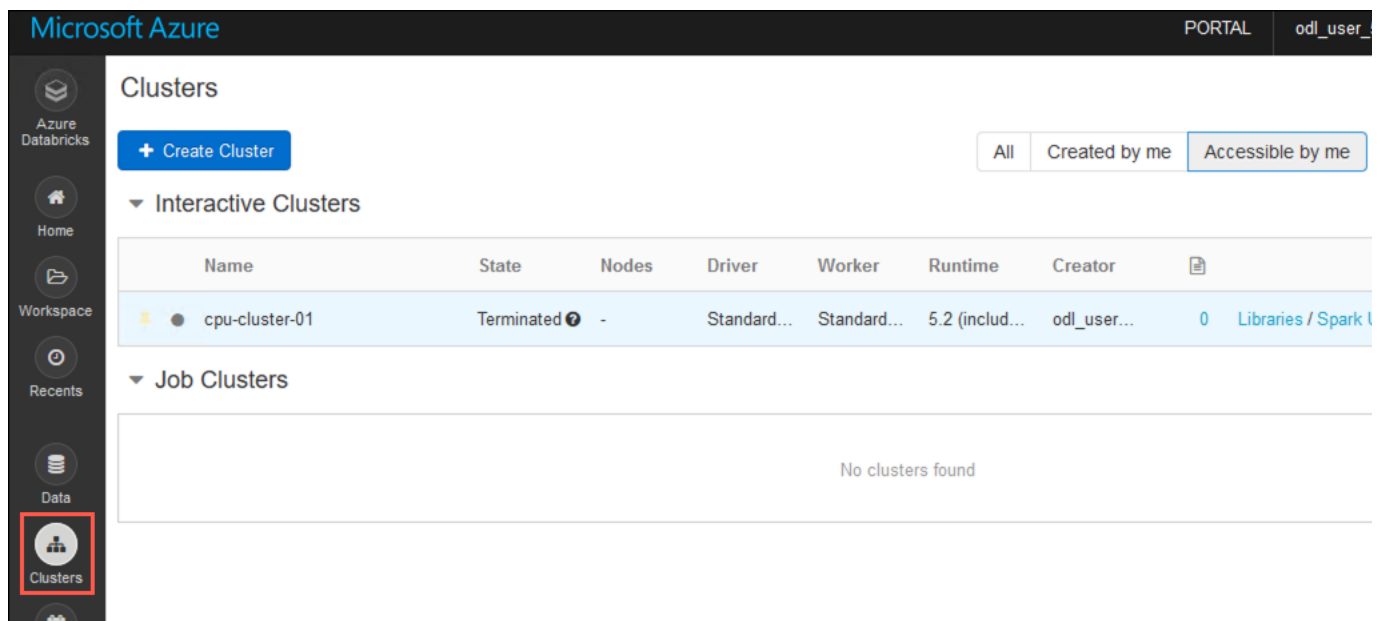 Microsoft Azure
PORTAL odl_user_
Azure
Databricks
Home
Workspace
Recents
Data
Clusters
Clusters
+ Create Cluster
All Created by me Accessible by me
Interactive Clusters
Name State Nodes Driver Worker Runtime Creator
cpu-cluster-01 Terminated - Standard... Standard... 5.2 (includ... odl_user... 0 Libraries / Spark
Job Clusters
No clusters found